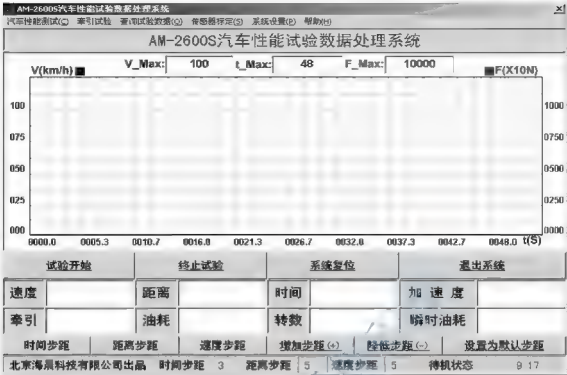 AM-2600S汽车性能试验数据处理系统
汽车性能测试(C) 牵引试验 查询试验数据(Q) 传感器标定(S) 系统设置(P) 帮助(H)
AM-2600S汽车性能试验数据处理系统
V(km/h) V_Max: 100 t_Max: 48 F_Max: 10000 F(X10N)
100 1000
075 0750
050 0500
025 0250
000 0000
0000.0 0005.3 0010.7 0016.0 0021.3 0026.7 0032.0 0037.3 0042.7 0048.0 t(S)
试验开始 终止试验 系统复位 退出系统
速度 距离 时间 加速度
牵引 油耗 转数 瞬时油耗
时间步距 距离步距 速度步距 增加步距(+) 降低步距(-) 设置为默认步距
北京海晨科技有限公司出品 时间步距 3 距离步距 5 速度步距 5 待机状态 9:17